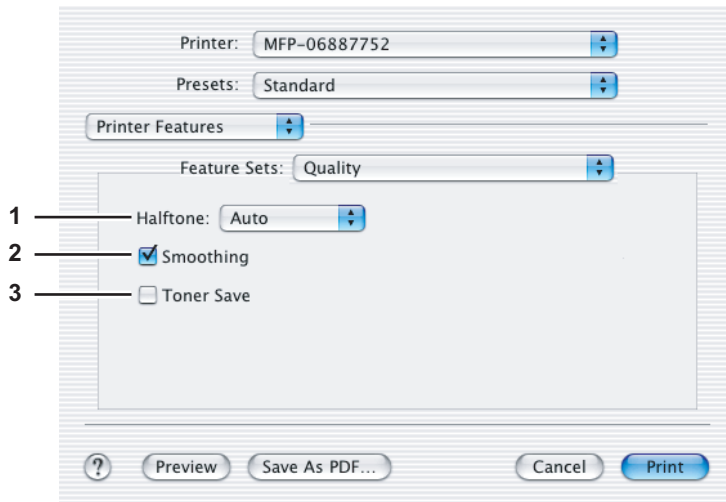 Printer: MFP-06887752
Presets: Standard
Printer Features
Feature Sets: Quality
1 Halftone: Auto
2 Smoothing
3 Toner Save
? Preview Save As PDF... Cancel Print